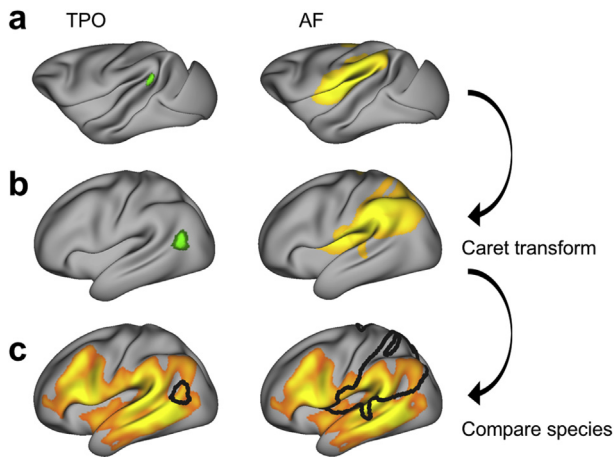 a TPO AF
b
Caret transform
c
Compare species